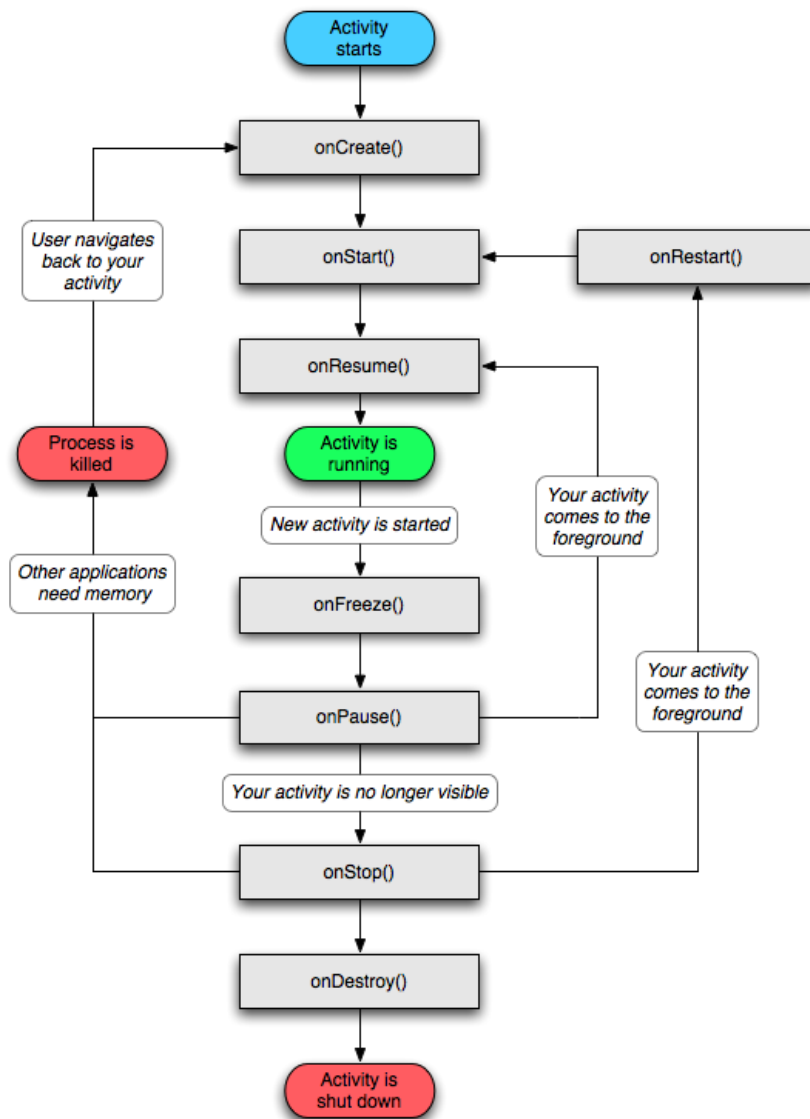 Activity
starts
onCreate()
User navigates
back to your
activity
onStart()
onRestart()
onResume()
Process is
killed
Activity is
running
Your activity
comes to the
foreground
New activity is started
Other applications
need memory
onFreeze()
Your activity
comes to the
foreground
onPause()
Your activity is no longer visible
onStop()
onDestroy()
Activity is
shut down